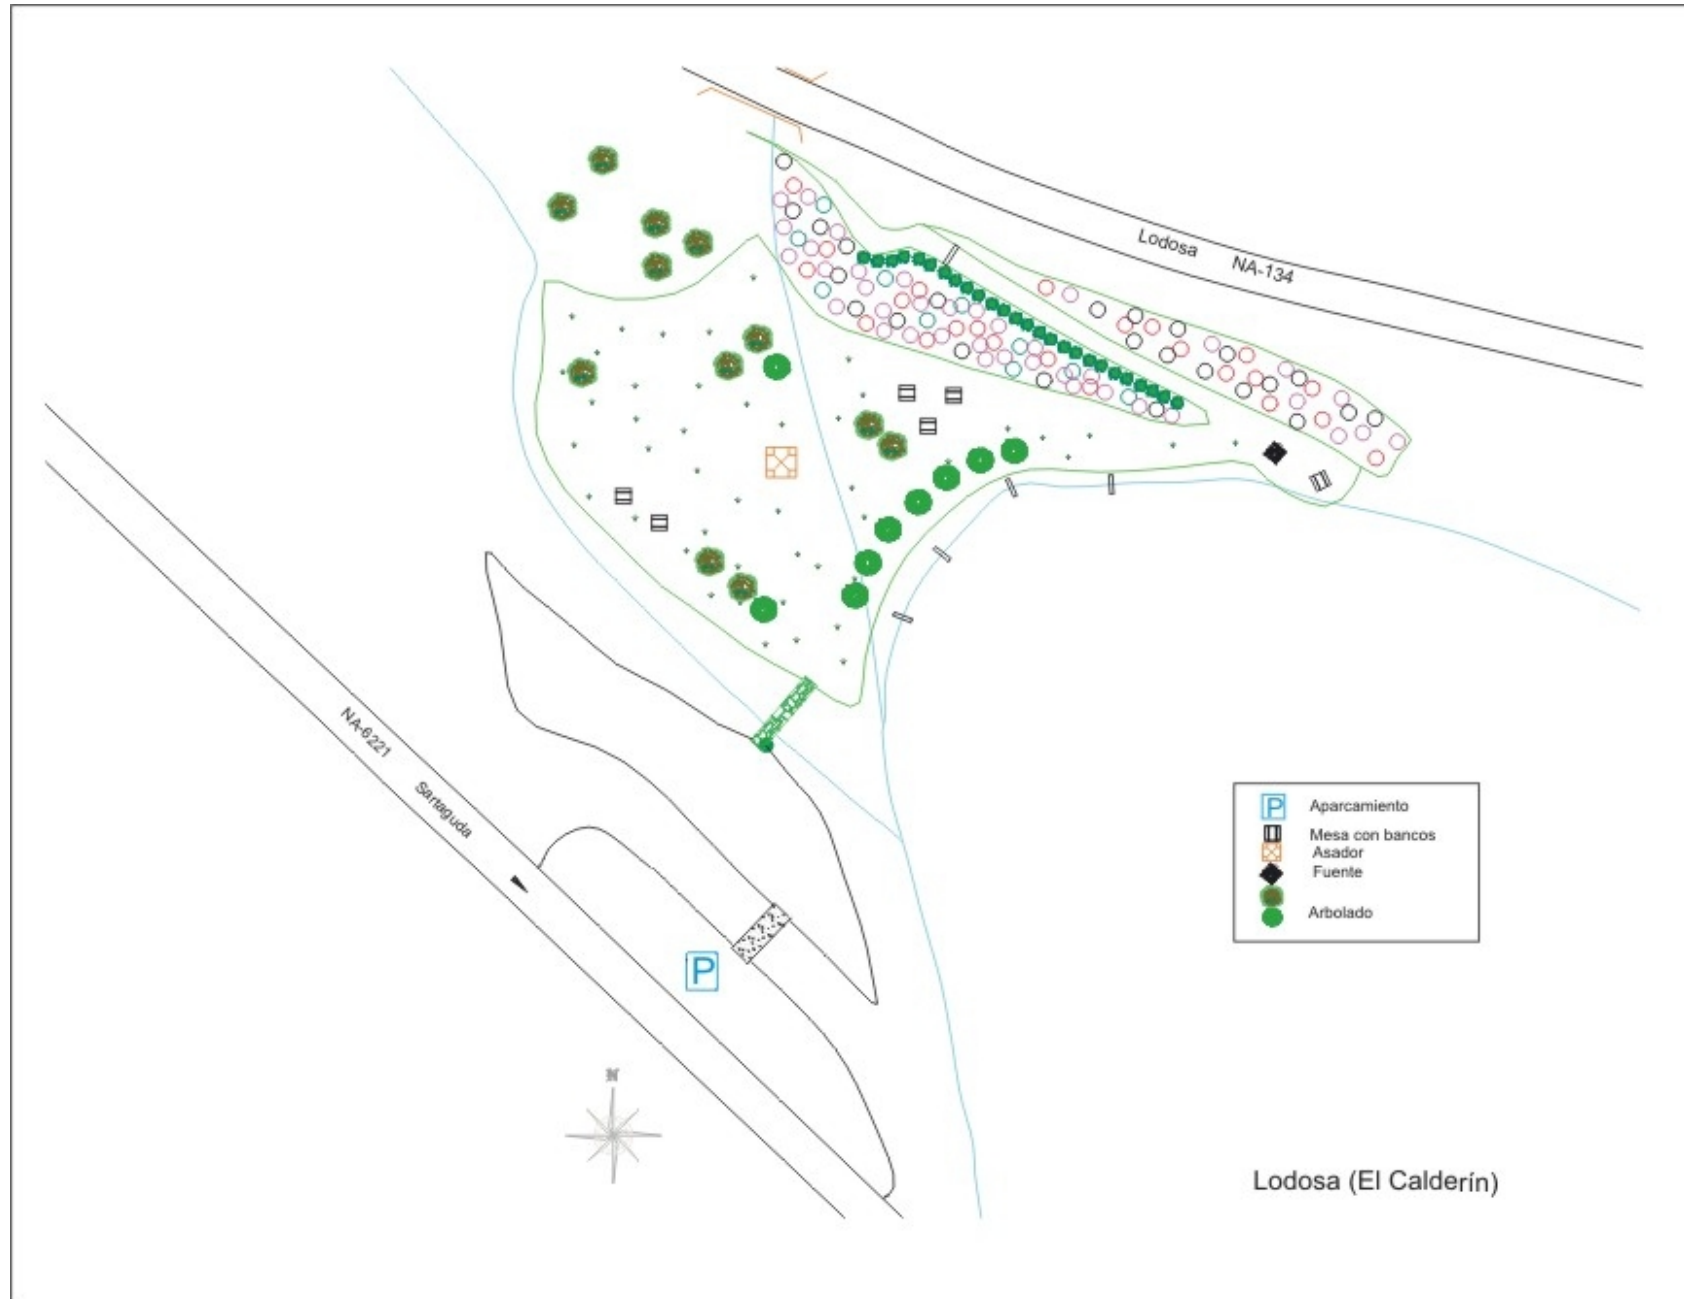 Lodosa NA-134
NA-6221 Sartaguda
P
N
P Aparcamiento
Mesa con bancos
Asador
Fuente
Arbolado
Lodosa (El Calderín)